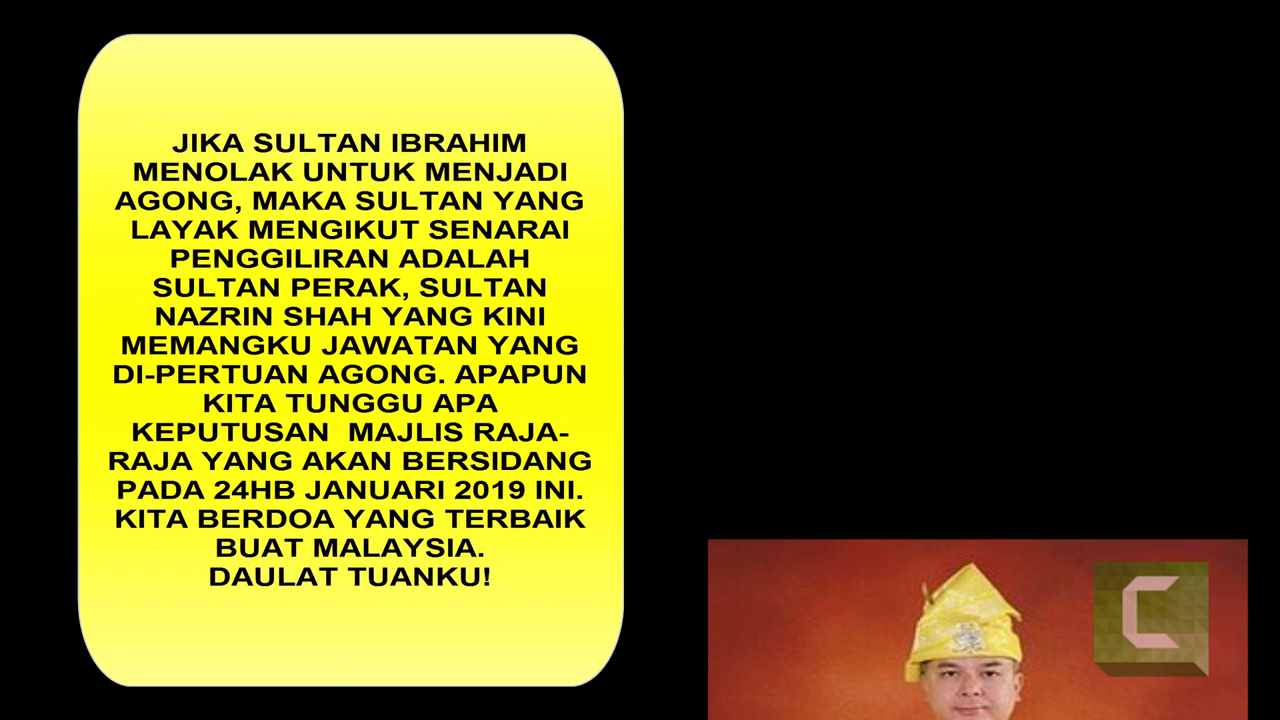 JIKA SULTAN IBRAHIM
MENOLAK UNTUK MENJADI
AGONG, MAKA SULTAN YANG
LAYAK MENGIKUT SENARAI
PENGGILIRAN ADALAH
SULTAN PERAK, SULTAN
NAZRIN SHAH YANG KINI
MEMANGKU JAWATAN YANG
DI-PERTUAN AGONG. APAPUN
KITA TUNGGU APA
KEPUTUSAN  MAJLIS RAJA-
RAJA YANG AKAN BERSIDANG
PADA 24HB JANUARI 2019 INI.
KITA BERDOA YANG TERBAIK
BUAT MALAYSIA.
DAULAT TUANKU!
C